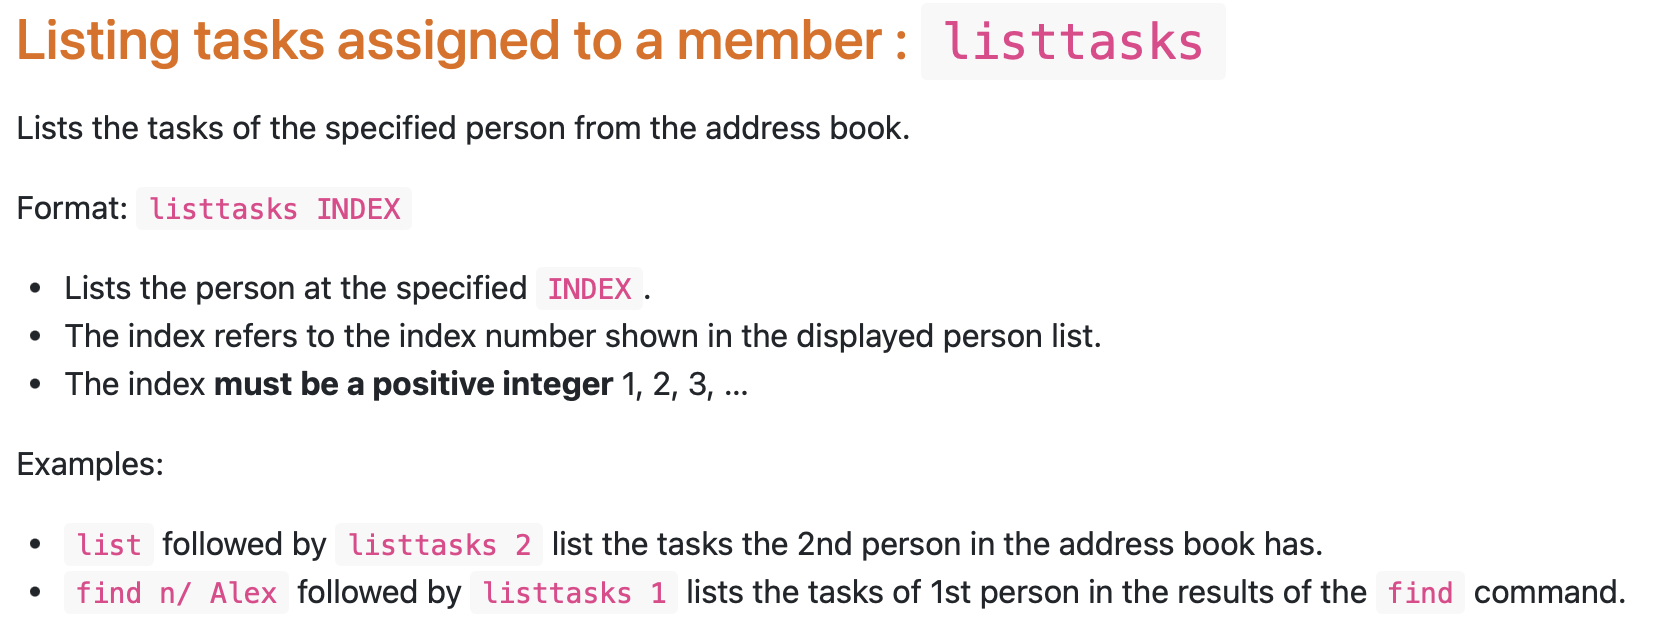 Listing tasks assigned to a member : listtasks
Lists the tasks of the specified person from the address book.
Format: listtasks INDEX
• Lists the person at the specified INDEX .
• The index refers to the index number shown in the displayed person list.
• The index must be a positive integer 1, 2, 3, …
Examples:
• list followed by listtasks 2 list the tasks the 2nd person in the address book has.
• find n/ Alex followed by listtasks 1 lists the tasks of 1st person in the results of the find command.